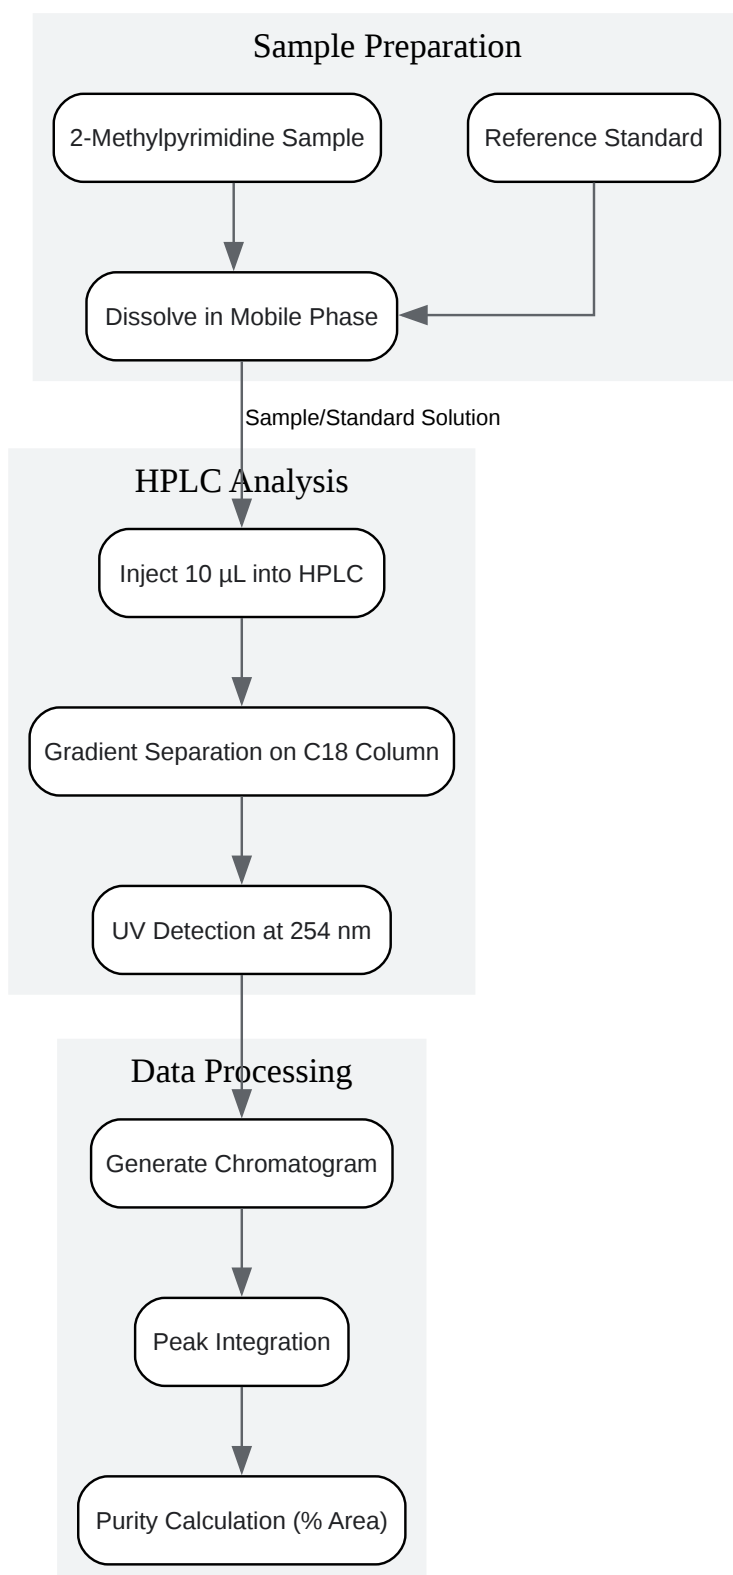 Sample Preparation
2-Methylpyrimidine Sample
Reference Standard
Dissolve in Mobile Phase
Sample/Standard Solution
HPLC Analysis
Inject 10 µL into HPLC
Gradient Separation on C18 Column
UV Detection at 254 nm
Data Processing
Generate Chromatogram
Peak Integration
Purity Calculation (% Area)